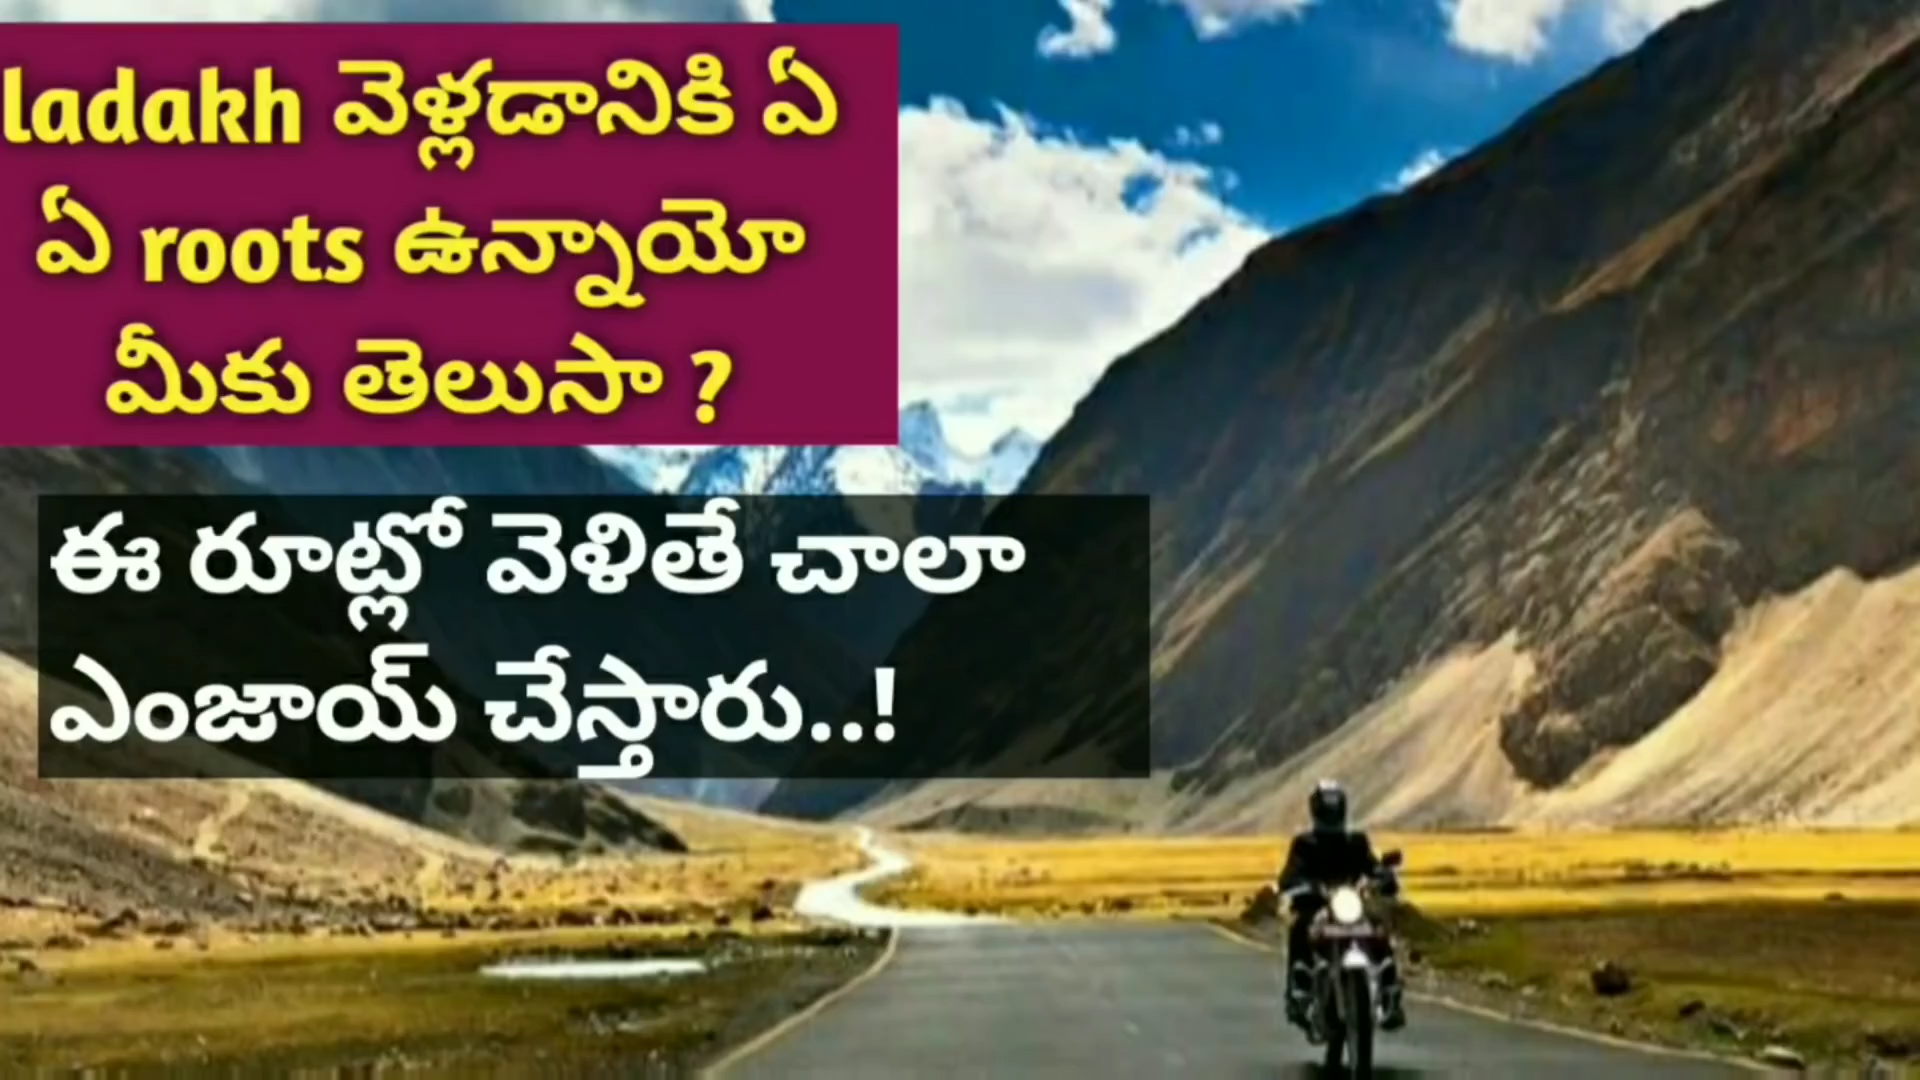 ladakh వెళ్లడానికి ఏ
ఏ roots ఉన్నాయో
మీకు తెలుసా ?
ఈ రూట్లో వెళితే చాలా
ఎంజాయ్ చేస్తారు..!